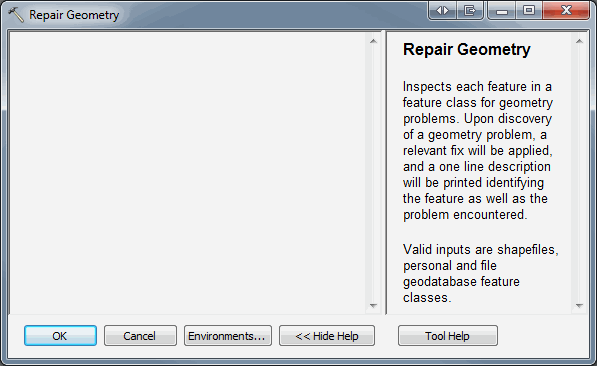 Repair Geometry
Repair Geometry
Inspects each feature in a
feature class for geometry
problems. Upon discovery
of a geometry problem, a
relevant fix will be applied,
and a one line description
will be printed identifying
the feature as well as the
problem encountered.
Valid inputs are shapefiles,
personal and file
geodatabase feature
classes.
OK
Cancel
Environments...
<< Hide Help
Tool Help